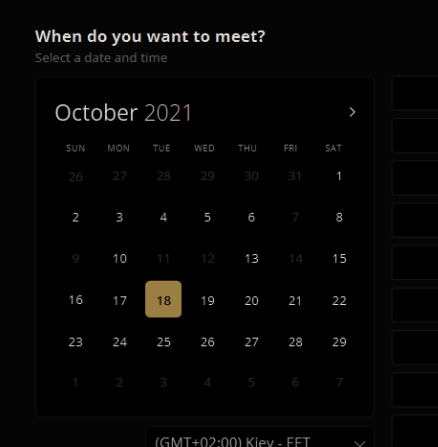 When do you want to meet?
Select a date and time
October 2021
SUN MON TUE WED THU FRI SAT
26 27 28 29 30 31 1
2 3 4 5 6 7 8
9 10 11 12 13 14 15
16 17 18 19 20 21 22
23 24 25 26 27 28 29
1 2 3 4 5 6 7
(GMT+02:00) Kiev - EET